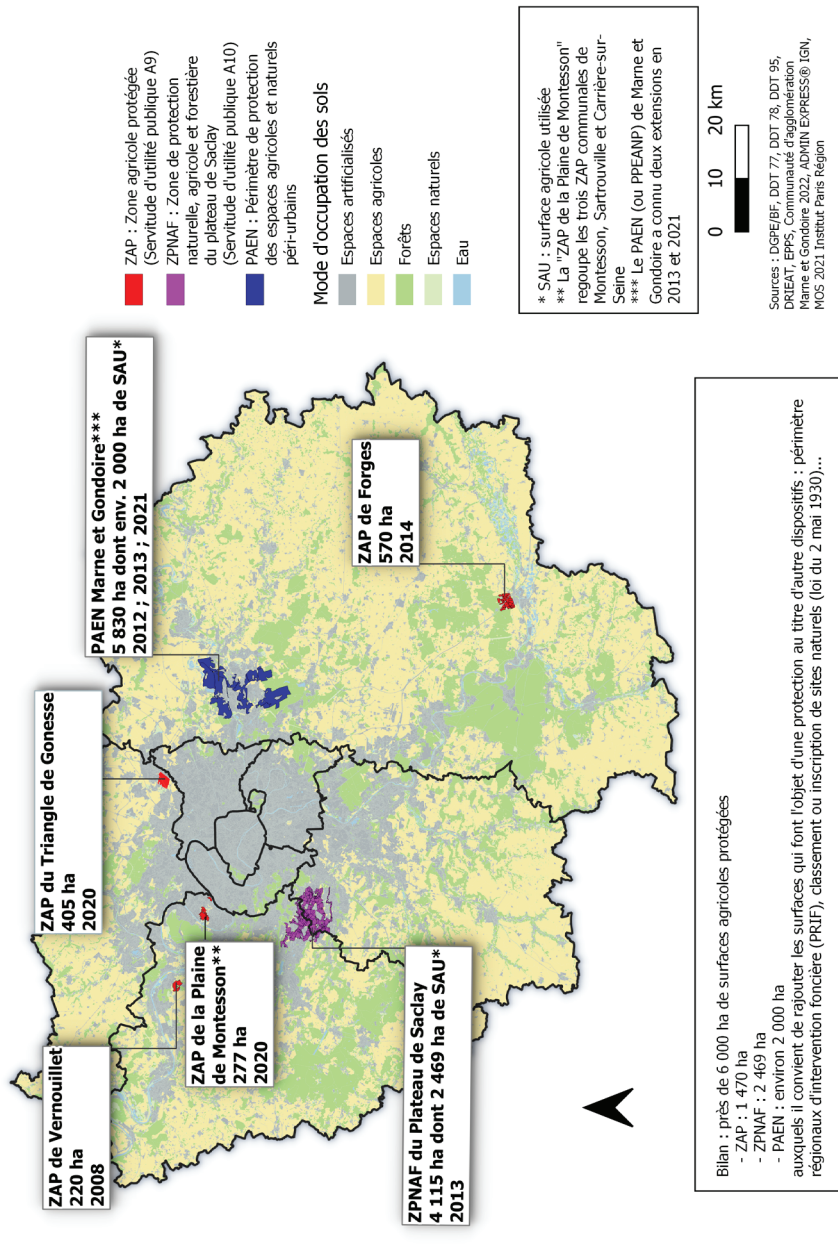 ZAP de Vernouillet
220 ha
2008
ZAP du Triangle de Gonesse
405 ha
2020
PAEN Marne et Gondoire***
5 830 ha dont env. 2 000 ha de SAU*
2012 ; 2013 ; 2021
ZAP de la Plaine
de Montesson**
277 ha
2020
ZPNAF du Plateau de Saclay
4 115 ha dont 2 469 ha de SAU*
2013
ZAP de Forges
570 ha
2014
ZAP : Zone agricole protégée
(Servitude d'utilité publique A9)
ZPNAF : Zone de protection
naturelle, agricole et forestière
du plateau de Saclay
(Servitude d'utilité publique A10)
PAEN : Périmètre de protection
des espaces agricoles et naturels
péri-urbains
Mode d'occupation des sols
Espaces artificialisés
Espaces agricoles
Forêts
Espaces naturels
Eau
* SAU : surface agricole utilisée
** La "ZAP de la Plaine de Montesson"
regoupe les trois ZAP communales de
Montesson, Sartrouville et Carrière-sur-
Seine
*** Le PAEN (ou PPEANP) de Marne et
Gondoire a connu deux extensions en
2013 et 2021
0 10 20 km
Sources : DGPE/BF, DDT 77, DDT 78, DDT 95,
DRIEAT, EPPS, Communauté d'agglomération
Marne et Gondoire 2022, ADMIN EXPRESS® IGN,
MOS 2021 Institut Paris Région
Bilan : près de 6 000 ha de surfaces agricoles protégées
- ZAP : 1 470 ha
- ZPNAF : 2 469 ha
- PAEN : environ 2 000 ha
auxquels il convient de rajouter les surfaces qui font l'objet d'une protection au titre d'autre dispositifs : périmètre
régionaux d'intervention foncière (PRIF), classement ou inscription de sites naturels (loi du 2 mai 1930)...